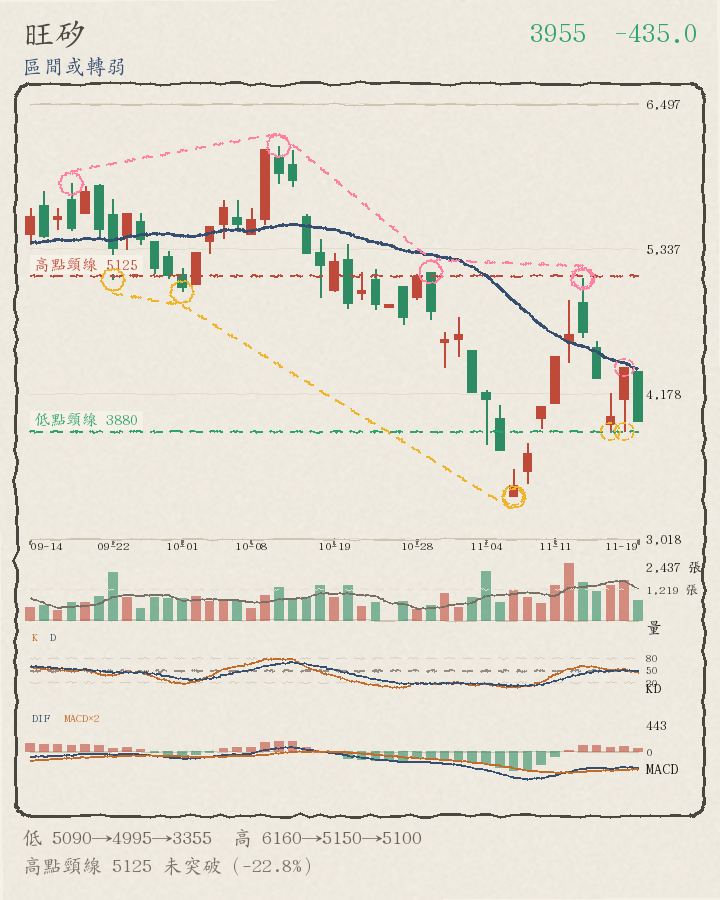 旺矽
3955 -435.0
區間或轉弱
6,497
5,337
高點頸線 5125
4,178
低點頸線 3880
3,018
09-14 09-22 10-01 10-08 10-19 10-28 11-04 11-11 11-19
2,437 張
1,219 張
量
K D
80
50
20
KD
DIF MACD×2
443
0
MACD
低 5090→4995→3355 高 6160→5150→5100
高點頸線 5125 未突破 (-22.8%)